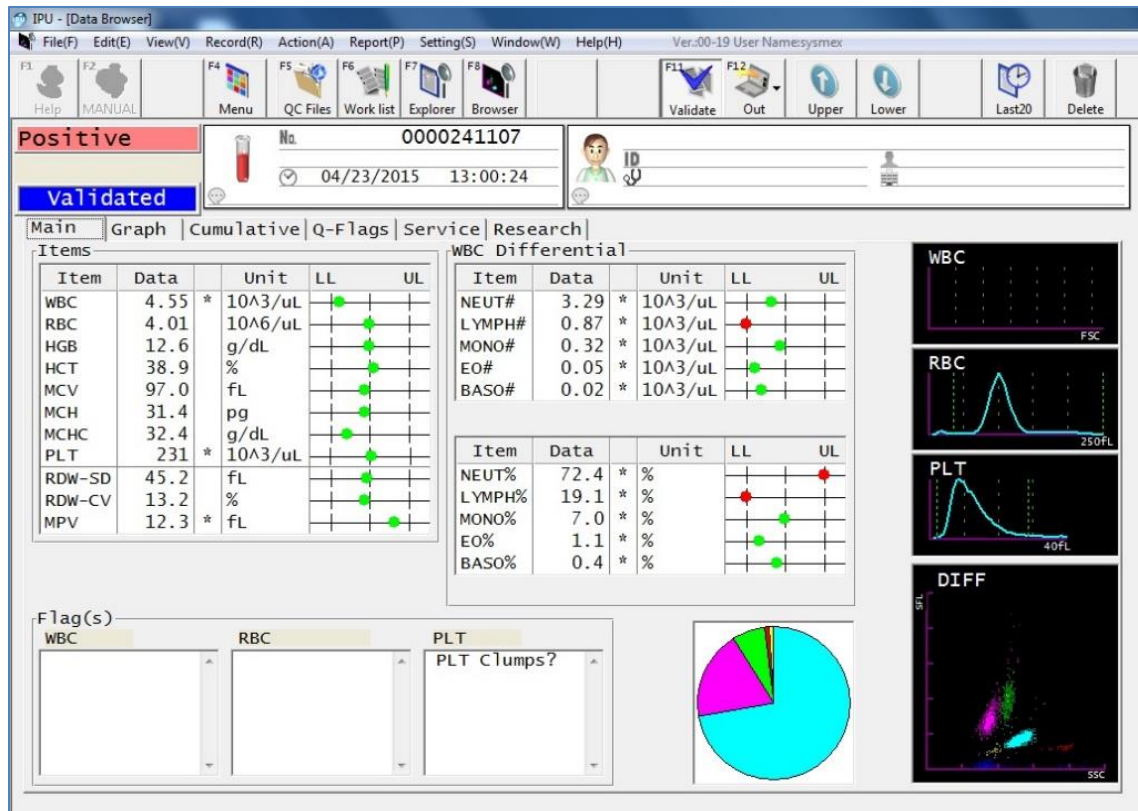 IPU - [Data Browser]
File(F) Edit(E) View(V) Record(R) Action(A) Report(P) Setting(S) Window(W) Help(H) Ver.:00-19 User Name:sysmex
F1 F2 F4 F5 F6 F7 F8 F11 F12
Help MANUAL Menu QC Files Work list Explorer Browser Validate Out Upper Lower Last20 Delete
Positive
Validated
No. 0000241107
04/23/2015 13:00:24
ID
Main Graph Cumulative Q-Flags Service Research
Items
Item Data Unit LL UL
WBC 4.55 * 10^3/uL
RBC 4.01 10^6/uL
HGB 12.6 g/dL
HCT 38.9 %
MCV 97.0 fL
MCH 31.4 pg
MCHC 32.4 g/dL
PLT 231 * 10^3/uL
RDW-SD 45.2 fL
RDW-CV 13.2 %
MPV 12.3 * fL
WBC Differential
Item Data Unit LL UL
NEUT# 3.29 * 10^3/uL
LYMPH# 0.87 * 10^3/uL
MONO# 0.32 * 10^3/uL
EO# 0.05 * 10^3/uL
BASO# 0.02 * 10^3/uL
Item Data Unit LL UL
NEUT% 72.4 * %
LYMPH% 19.1 * %
MONO% 7.0 * %
EO% 1.1 * %
BASO% 0.4 * %
WBC
FSC
RBC
250fL
PLT
40fL
DIFF
SFL
SSC
Flag(s)
WBC RBC PLT
PLT Clumps?